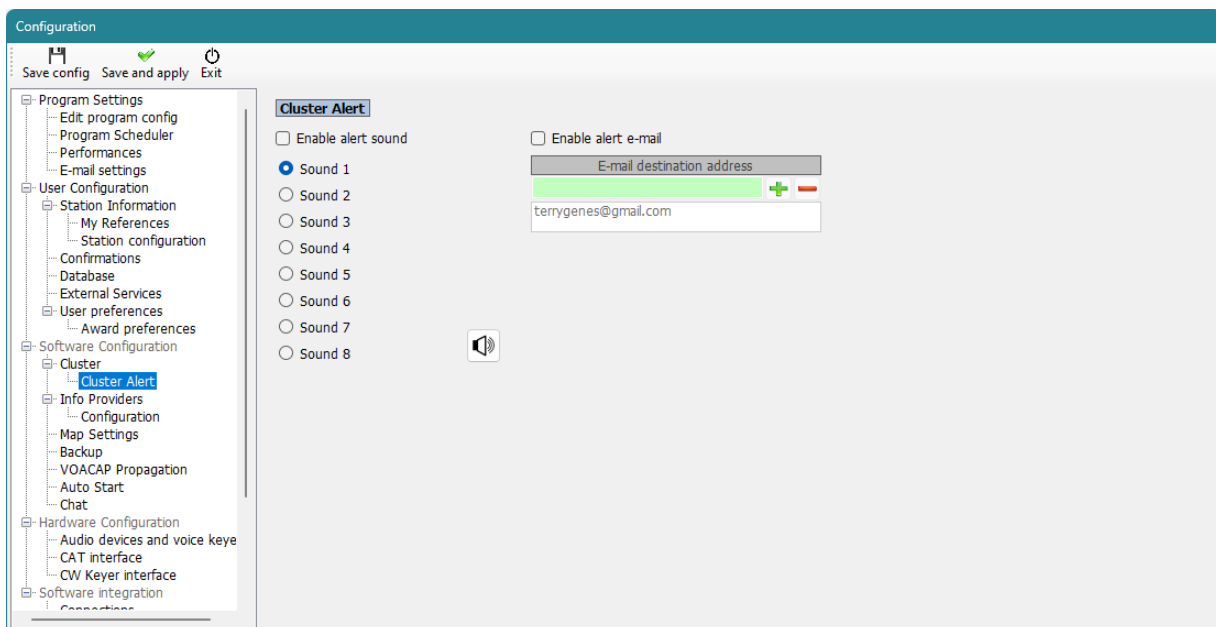 Configuration
Save config Save and apply Exit
Program Settings
Edit program config
Program Scheduler
Performances
E-mail settings
User Configuration
Station Information
My References
Station configuration
Confirmations
Database
External Services
User preferences
Award preferences
Software Configuration
Cluster
Cluster Alert
Info Providers
Configuration
Map Settings
Backup
VOACAP Propagation
Auto Start
Chat
Hardware Configuration
Audio devices and voice keye
CAT interface
CW Keyer interface
Software integration
Connections
Cluster Alert
Enable alert sound
Sound 1
Sound 2
Sound 3
Sound 4
Sound 5
Sound 6
Sound 7
Sound 8
Enable alert e-mail
E-mail destination address
terrygenes@gmail.com